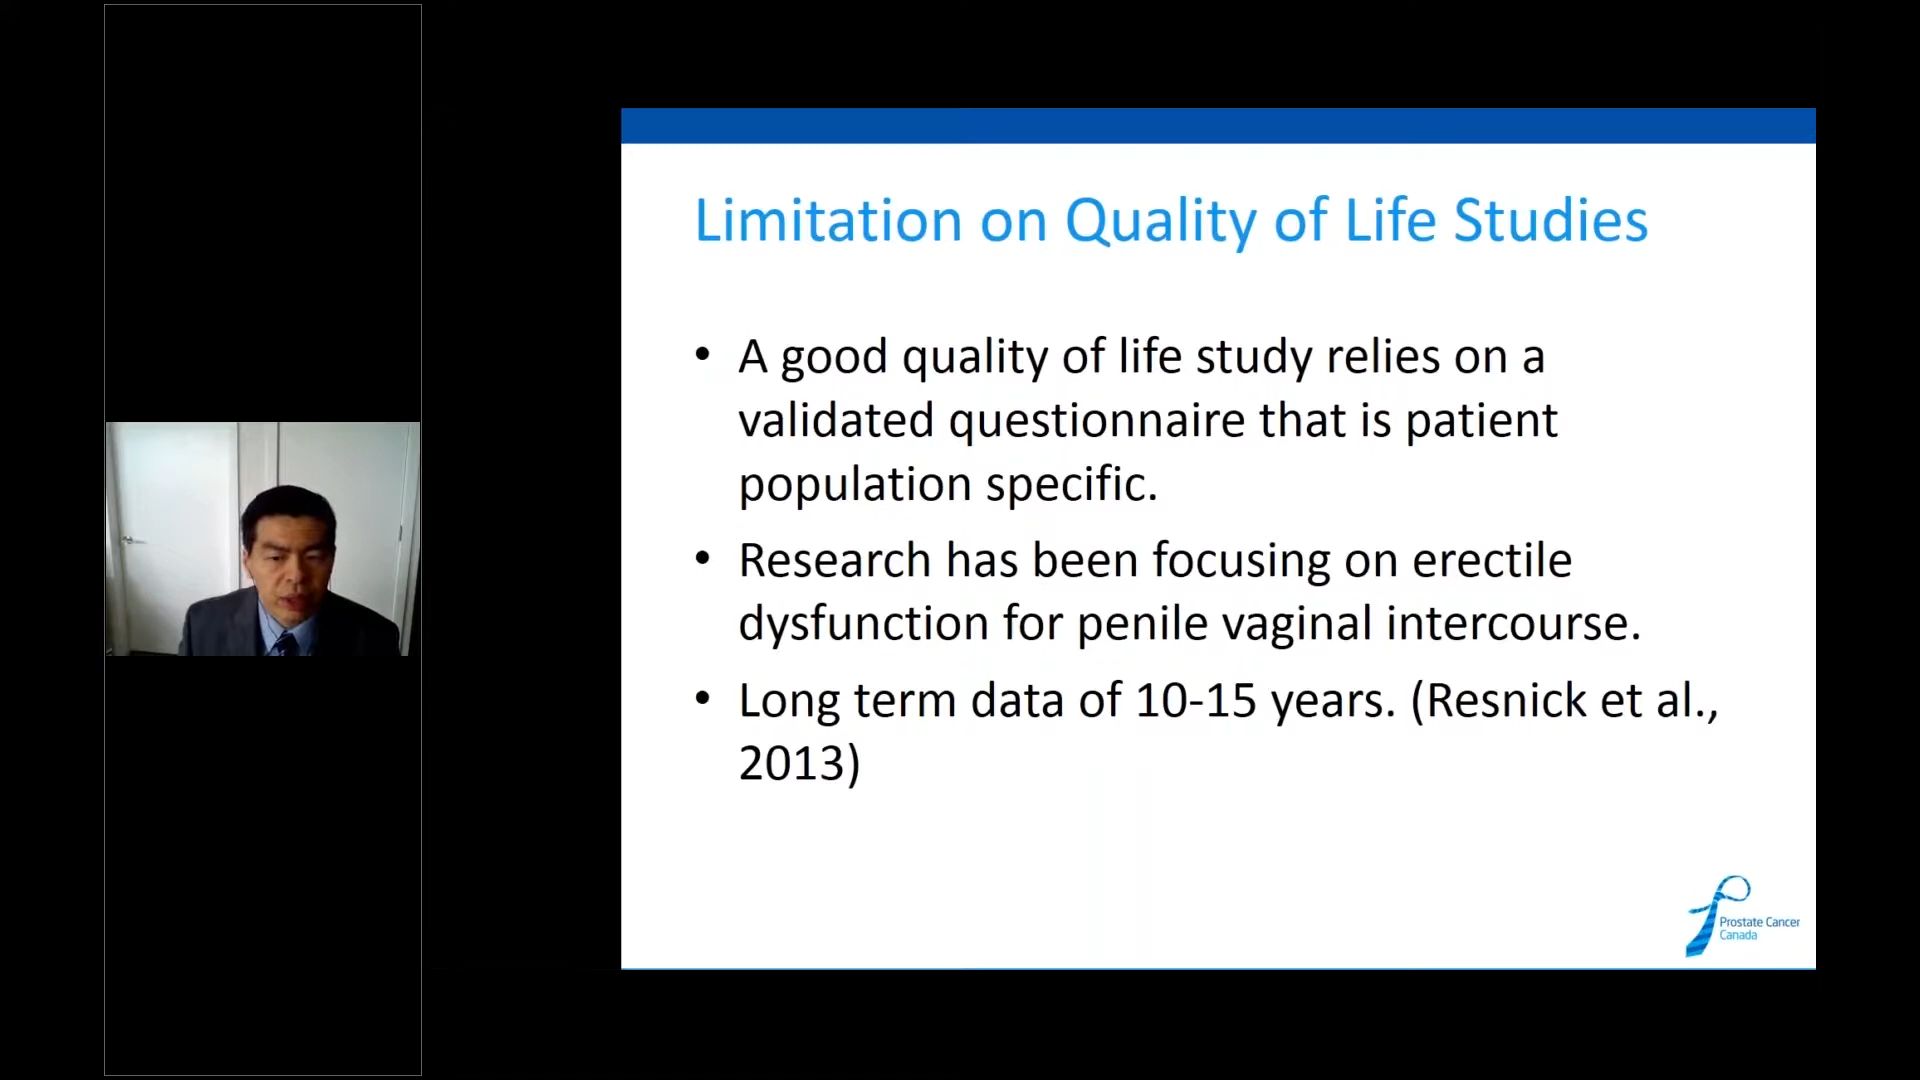 Limitation on Quality of Life Studies
• A good quality of life study relies on a
validated questionnaire that is patient
population specific.
• Research has been focusing on erectile
dysfunction for penile vaginal intercourse.
• Long term data of 10-15 years. (Resnick et al.,
2013)
Prostate Cancer
Canada